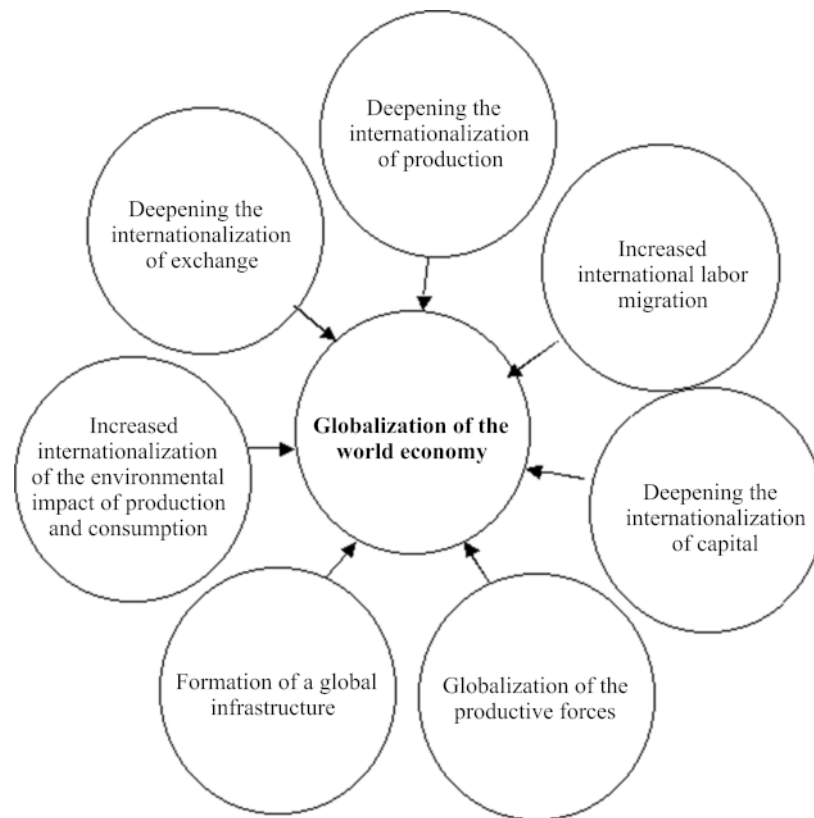 Deepening the
internationalization
of production
Deepening the
internationalization
of exchange
Increased
international labor
migration
Globalization of the
world economy
Increased
internationalization
of the environmental
impact of production
and consumption
Deepening the
internationalization
of capital
Formation of a global
infrastructure
Globalization of the
productive forces